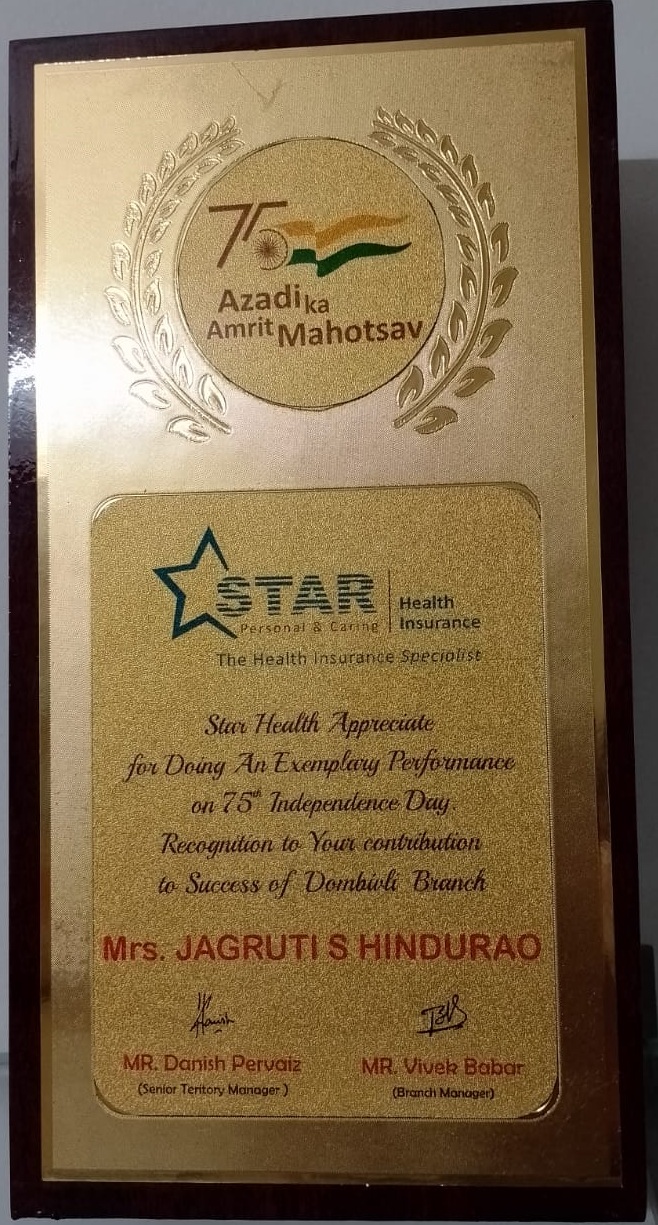 75
Azadi ka
Amrit Mahotsav
STAR
Health
Insurance
Personal & Caring
The Health Insurance Specialist
Star Health Appreciate
for Doing An Exemplary Performance
on 75th Independence Day.
Recognition to Your contribution
to Success of Dombivli Branch
Mrs. JAGRUTI S HINDURAO
MR. Danish Pervaiz
MR. Vivek Babar
(Senior Teritory Manager )
(Branch Manager)